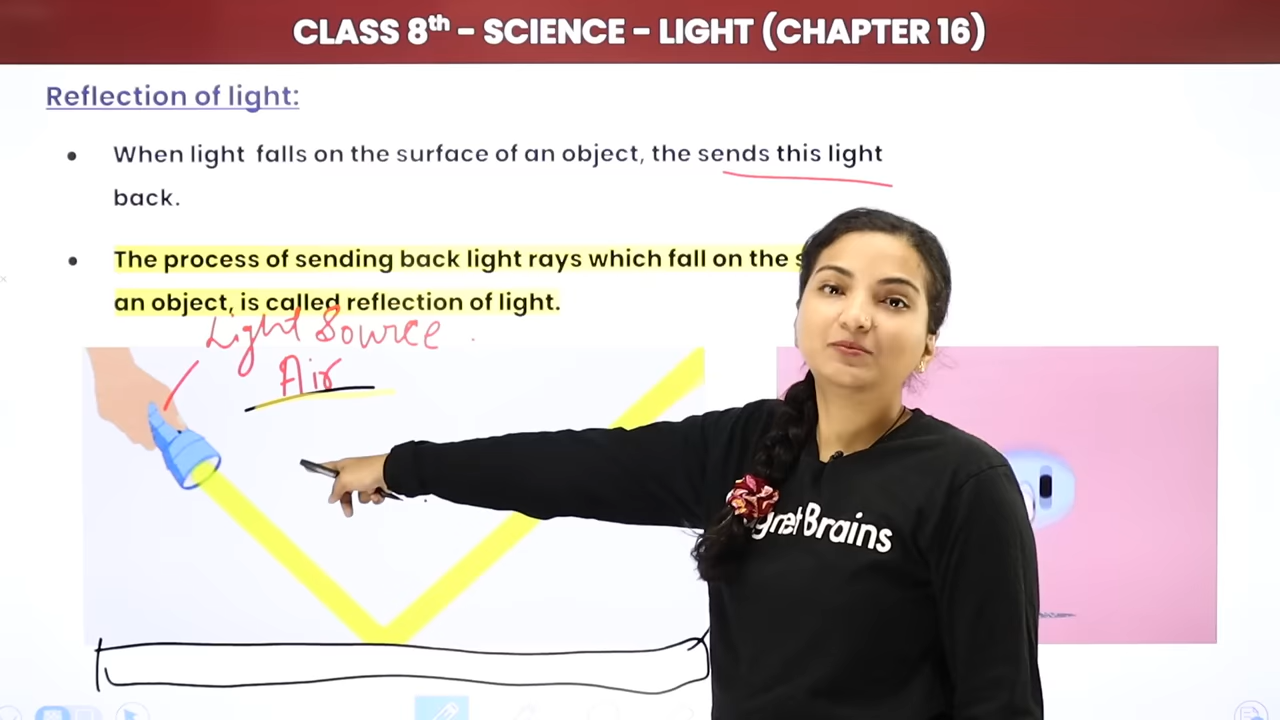 CLASS 8th - SCIENCE - LIGHT (CHAPTER 16)
Reflection of light:
• When light falls on the surface of an object, the sends this light
back.
• The process of sending back light rays which fall on the s
an object, is called reflection of light.
Light Source
Air
Brains